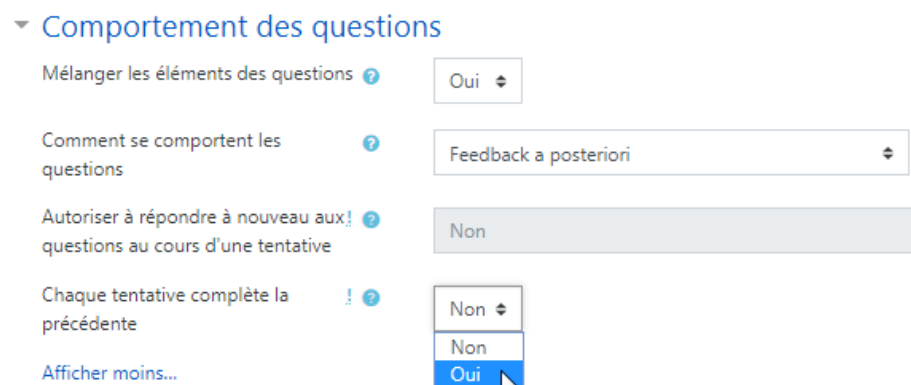 Comportement des questions
Mélanger les éléments des questions
Oui
Comment se comportent les
questions
Feedback a posteriori
Autoriser à répondre à nouveau aux
questions au cours d'une tentative
Non
Chaque tentative complète la
précédente
Non
Non
Oui
Afficher moins...